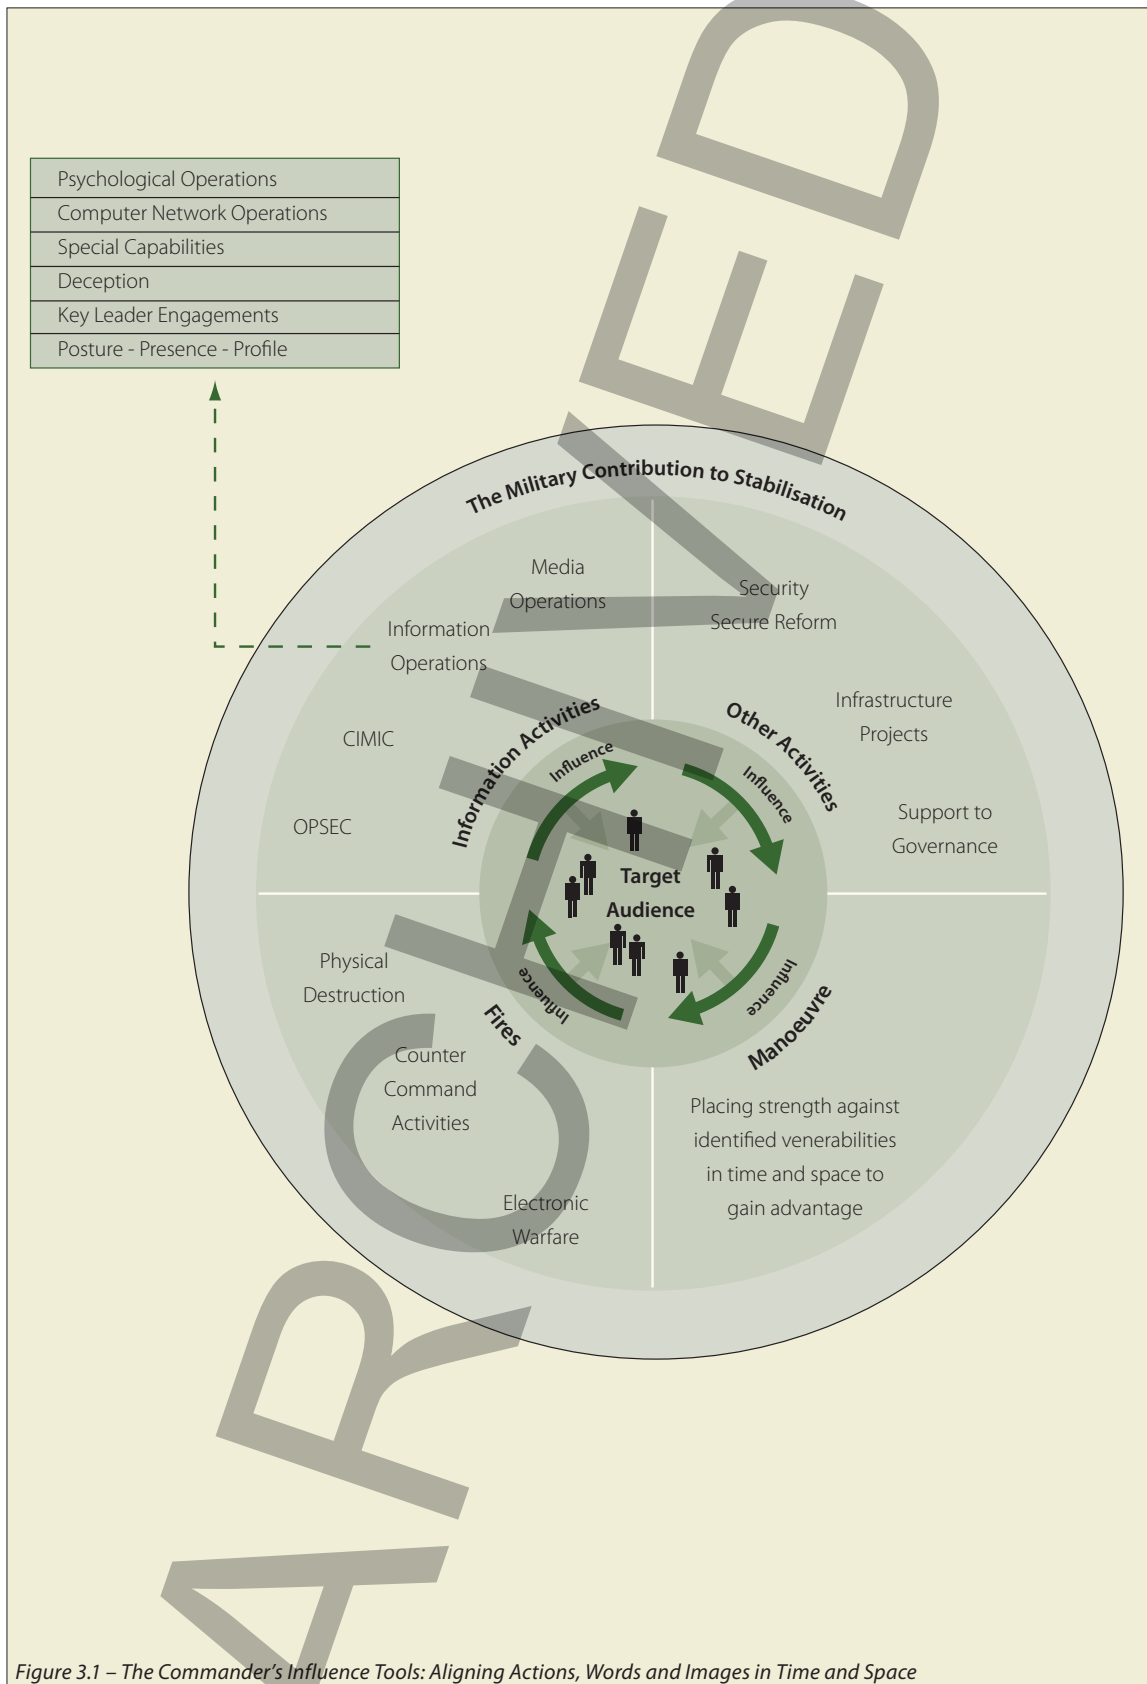 Psychological Operations
Computer Network Operations
Special Capabilities
Deception
Key Leader Engagements
Posture - Presence - Profile
The Military Contribution to Stabilisation
Media
Operations
Information
Operations
CIMIC
OPSEC
Information Activities
Security
Secure Reform
Infrastructure
Projects
Support to
Governance
Other Activities
Influence
Influence
Target
Audience
Influence
Influence
Physical
Destruction
Counter
Command
Activities
Electronic
Warfare
Fires
Manoeuvre
Placing strength against
identified venerabilities
in time and space to
gain advantage
ARCHIVED
Figure 3.1 – The Commander’s Influence Tools: Aligning Actions, Words and Images in Time and Space